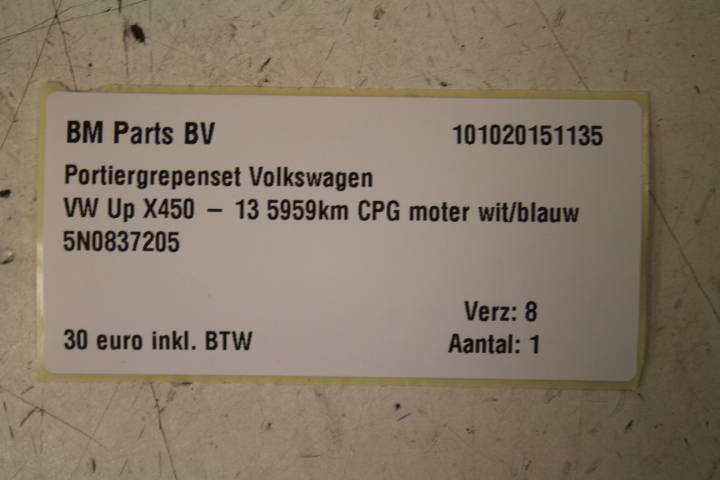 BM Parts BV 101020151135
Portiergrepenset Volkswagen
VW Up X450 – 13 5959km CPG moter wit/blauw
5N0837205
Verz: 8
30 euro inkl. BTW Aantal: 1